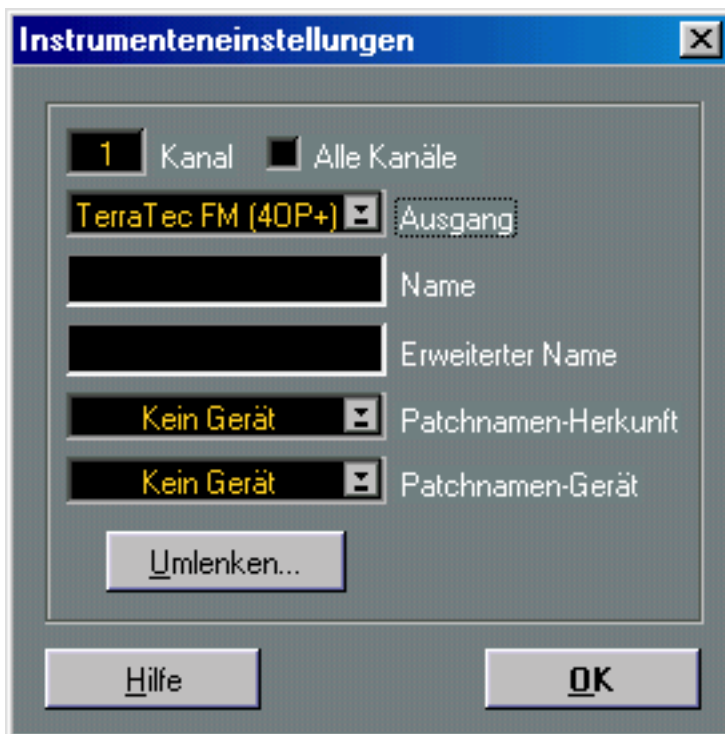 Instrumenteneinstellungen
1 Kanal Alle Kanäle
TerraTec FM (4OP+) Ausgang
Name
Erweiterter Name
Kein Gerät Patchnamen-Herkunft
Kein Gerät Patchnamen-Gerät
Umlenken...
Hilfe OK